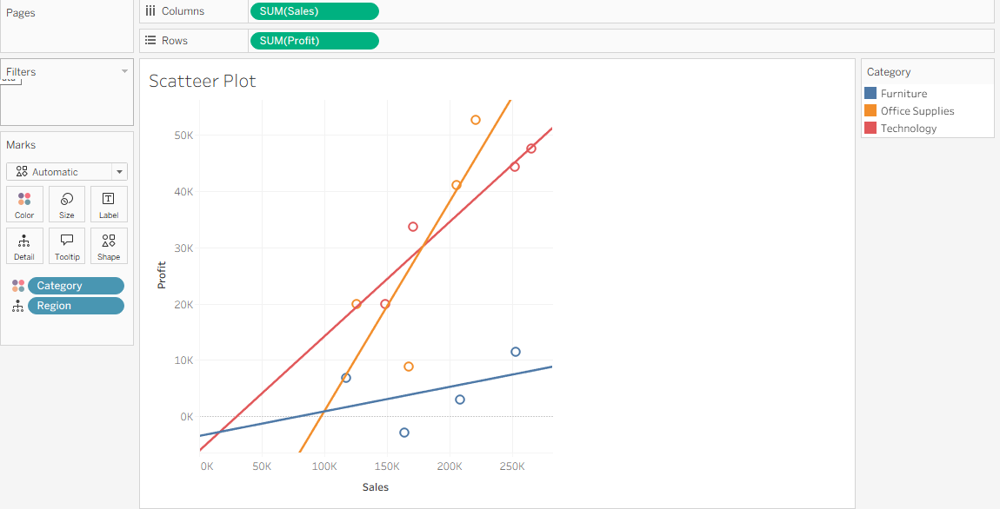 Pages
Columns
SUM(Sales)
Rows
SUM(Profit)
Filters
Marks
Automatic
Color
Size
Label
Detail
Tooltip
Shape
Category
Region
Scatteer Plot
50K
40K
30K
20K
10K
0K
Profit
0K
50K
100K
150K
200K
250K
Sales
Category
Furniture
Office Supplies
Technology